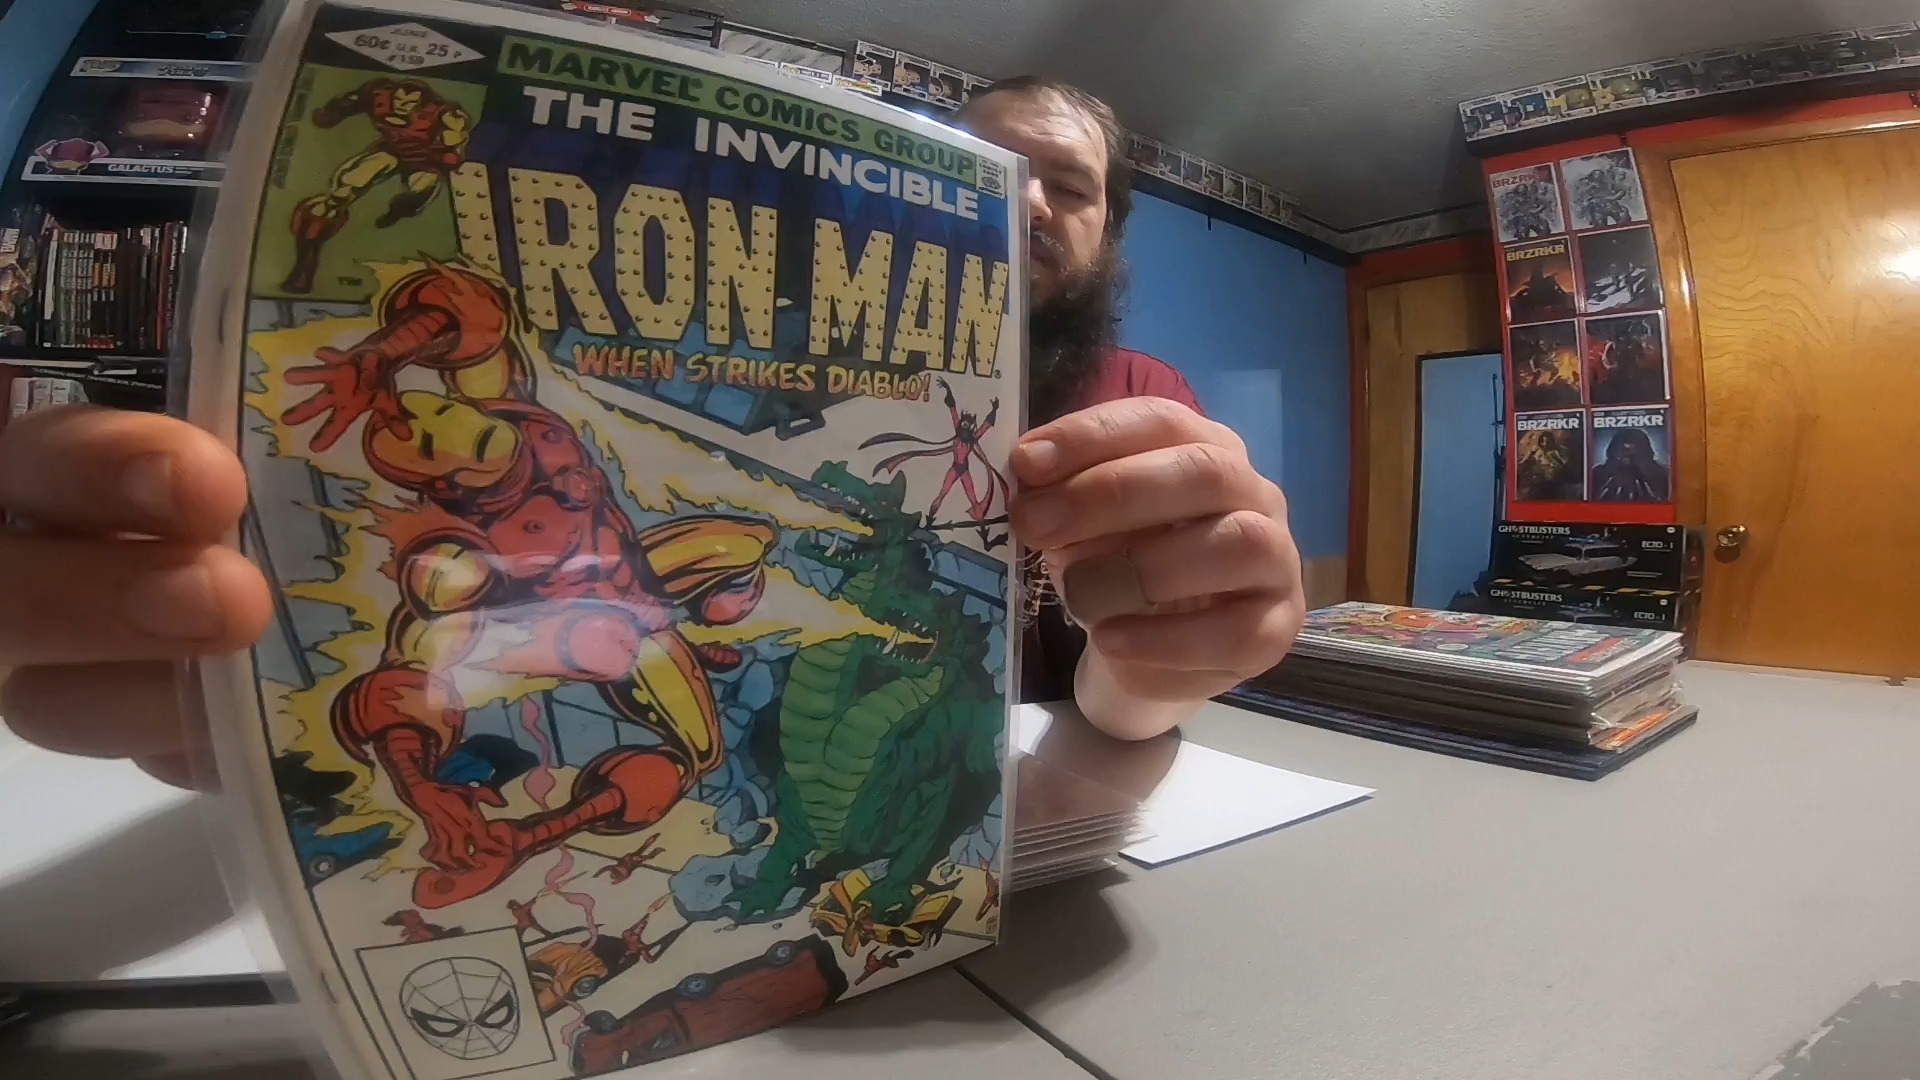 60¢ U.K. 25p
#159
MARVEL COMICS GROUP
THE INVINCIBLE
IRON MAN
WHEN STRIKES DIABLO!
TM
GALACTUS
BRZRKR
BRZRKR
BRZRKR
BRZRKR
GHOSTBUSTERS
ECTO-1
GHOSTBUSTERS
ECTO-1